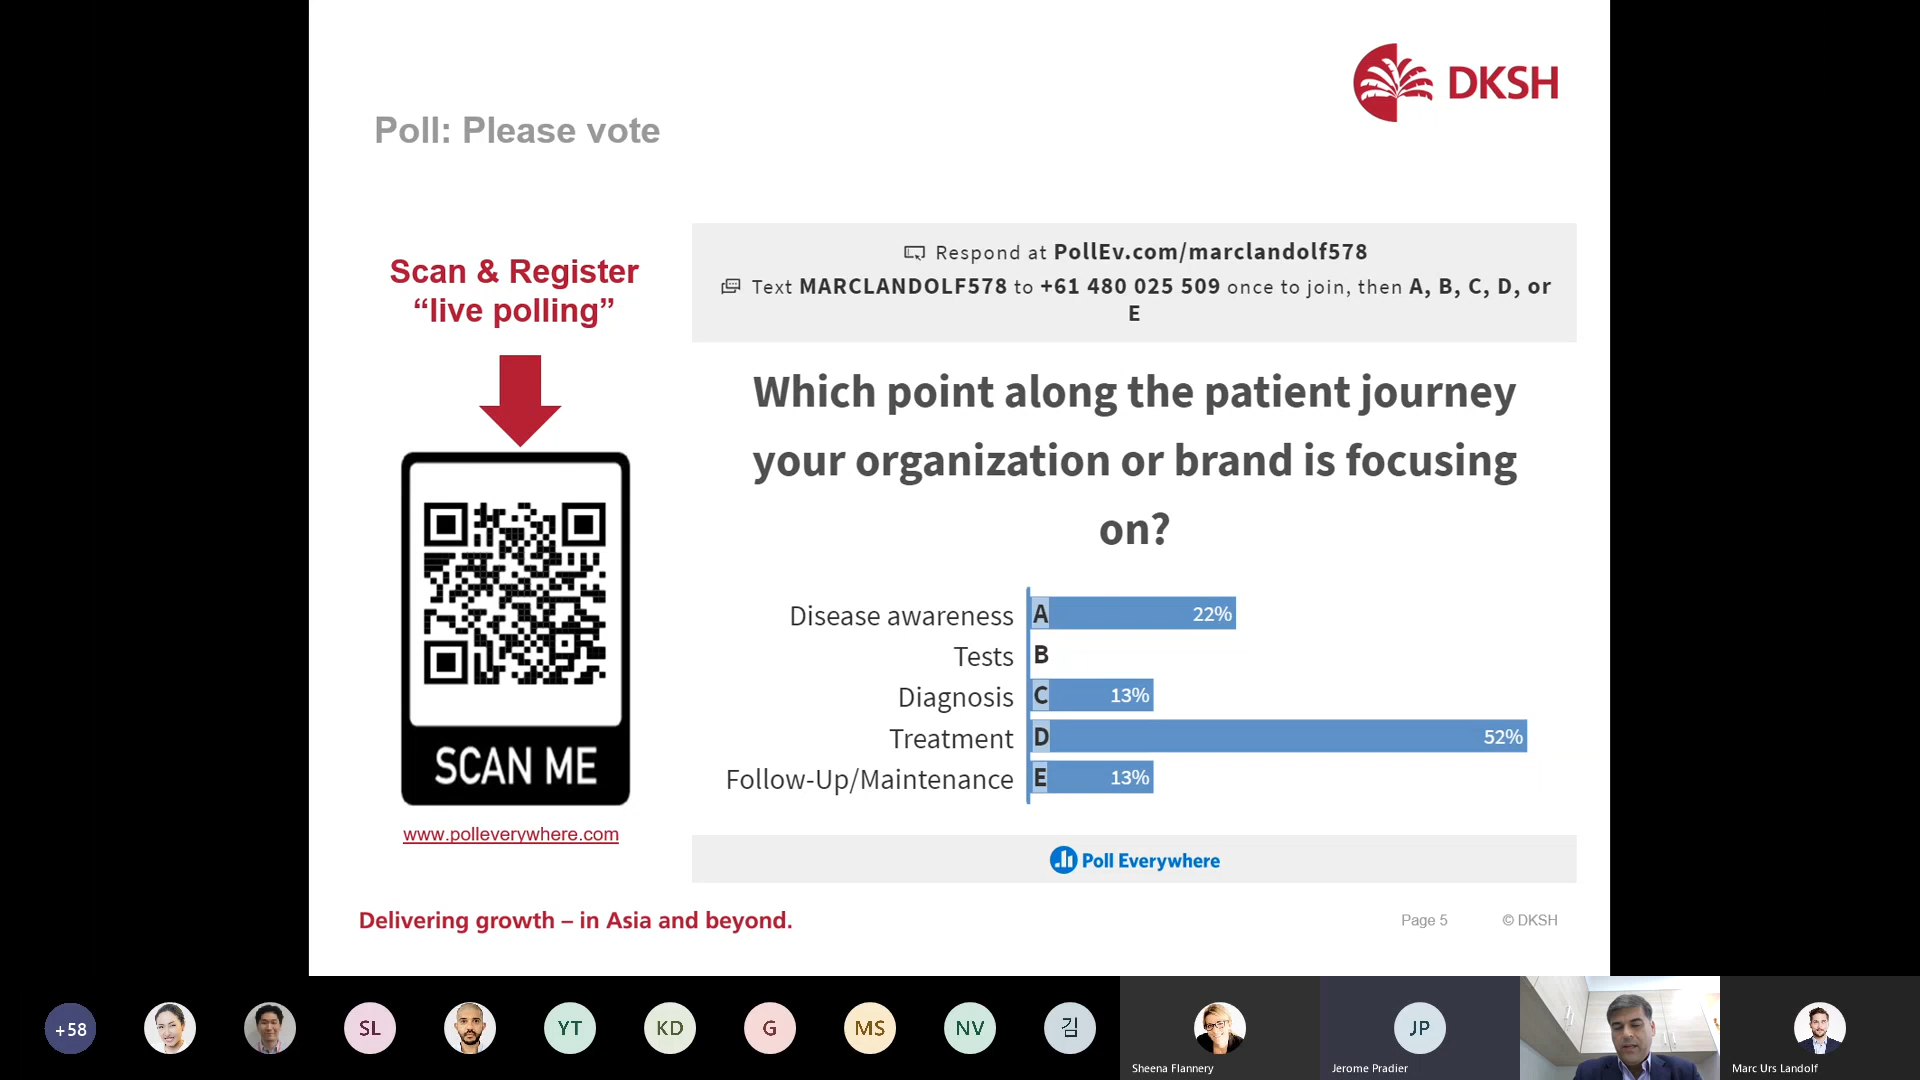 DKSH
Poll: Please vote
Scan & Register
“live polling”
SCAN ME
www.polleverywhere.com
Respond at PollEv.com/marclandolf578
Text MARCLANDOLF578 to +61 480 025 509 once to join, then A, B, C, D, or
E
Which point along the patient journey
your organization or brand is focusing
on?
Disease awareness A 22%
Tests B
Diagnosis C 13%
Treatment D 52%
Follow-Up/Maintenance E 13%
Poll Everywhere
Delivering growth – in Asia and beyond.
Page 5 © DKSH
+58 SL YT KD G MS NV 김 JP
Sheena Flannery Jerome Pradier Marc Urs Landolf